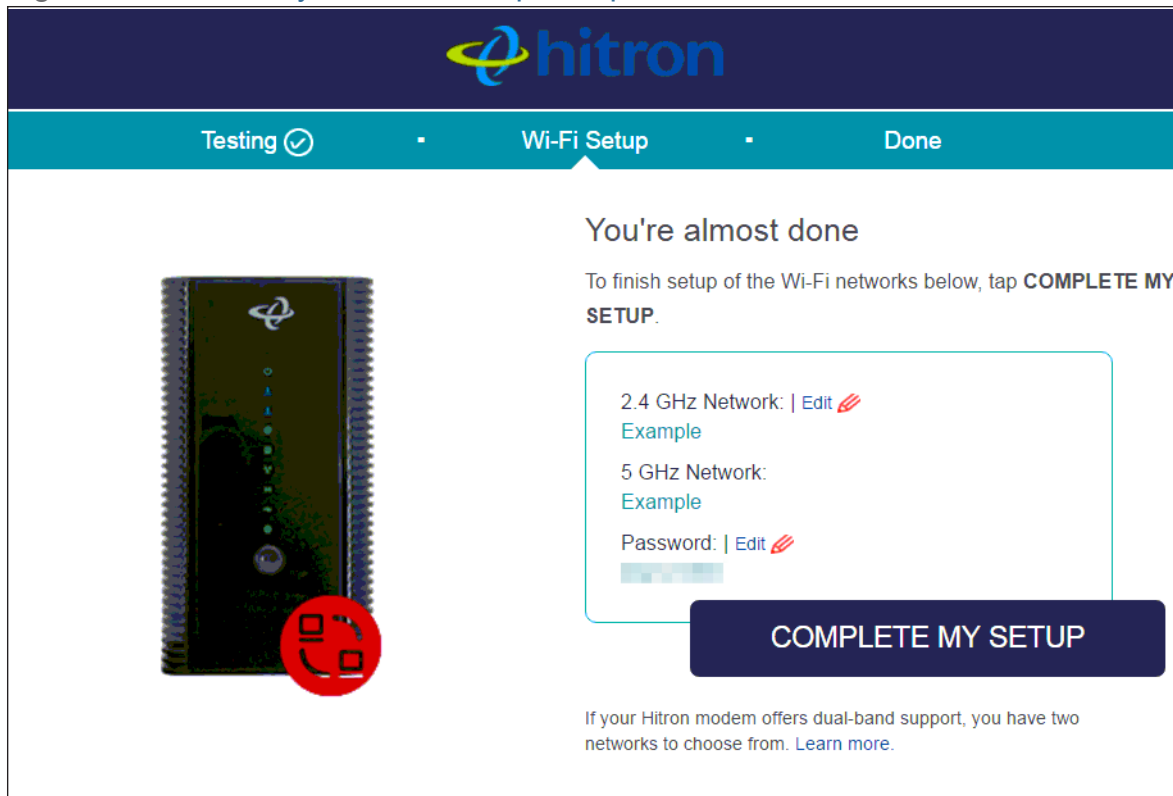 hitron
Testing
Wi-Fi Setup
Done
You're almost done
To finish setup of the Wi-Fi networks below, tap COMPLETE MY
SETUP.
2.4 GHz Network: | Edit
Example
5 GHz Network:
Example
Password: | Edit
COMPLETE MY SETUP
If your Hitron modem offers dual-band support, you have two
networks to choose from. Learn more.